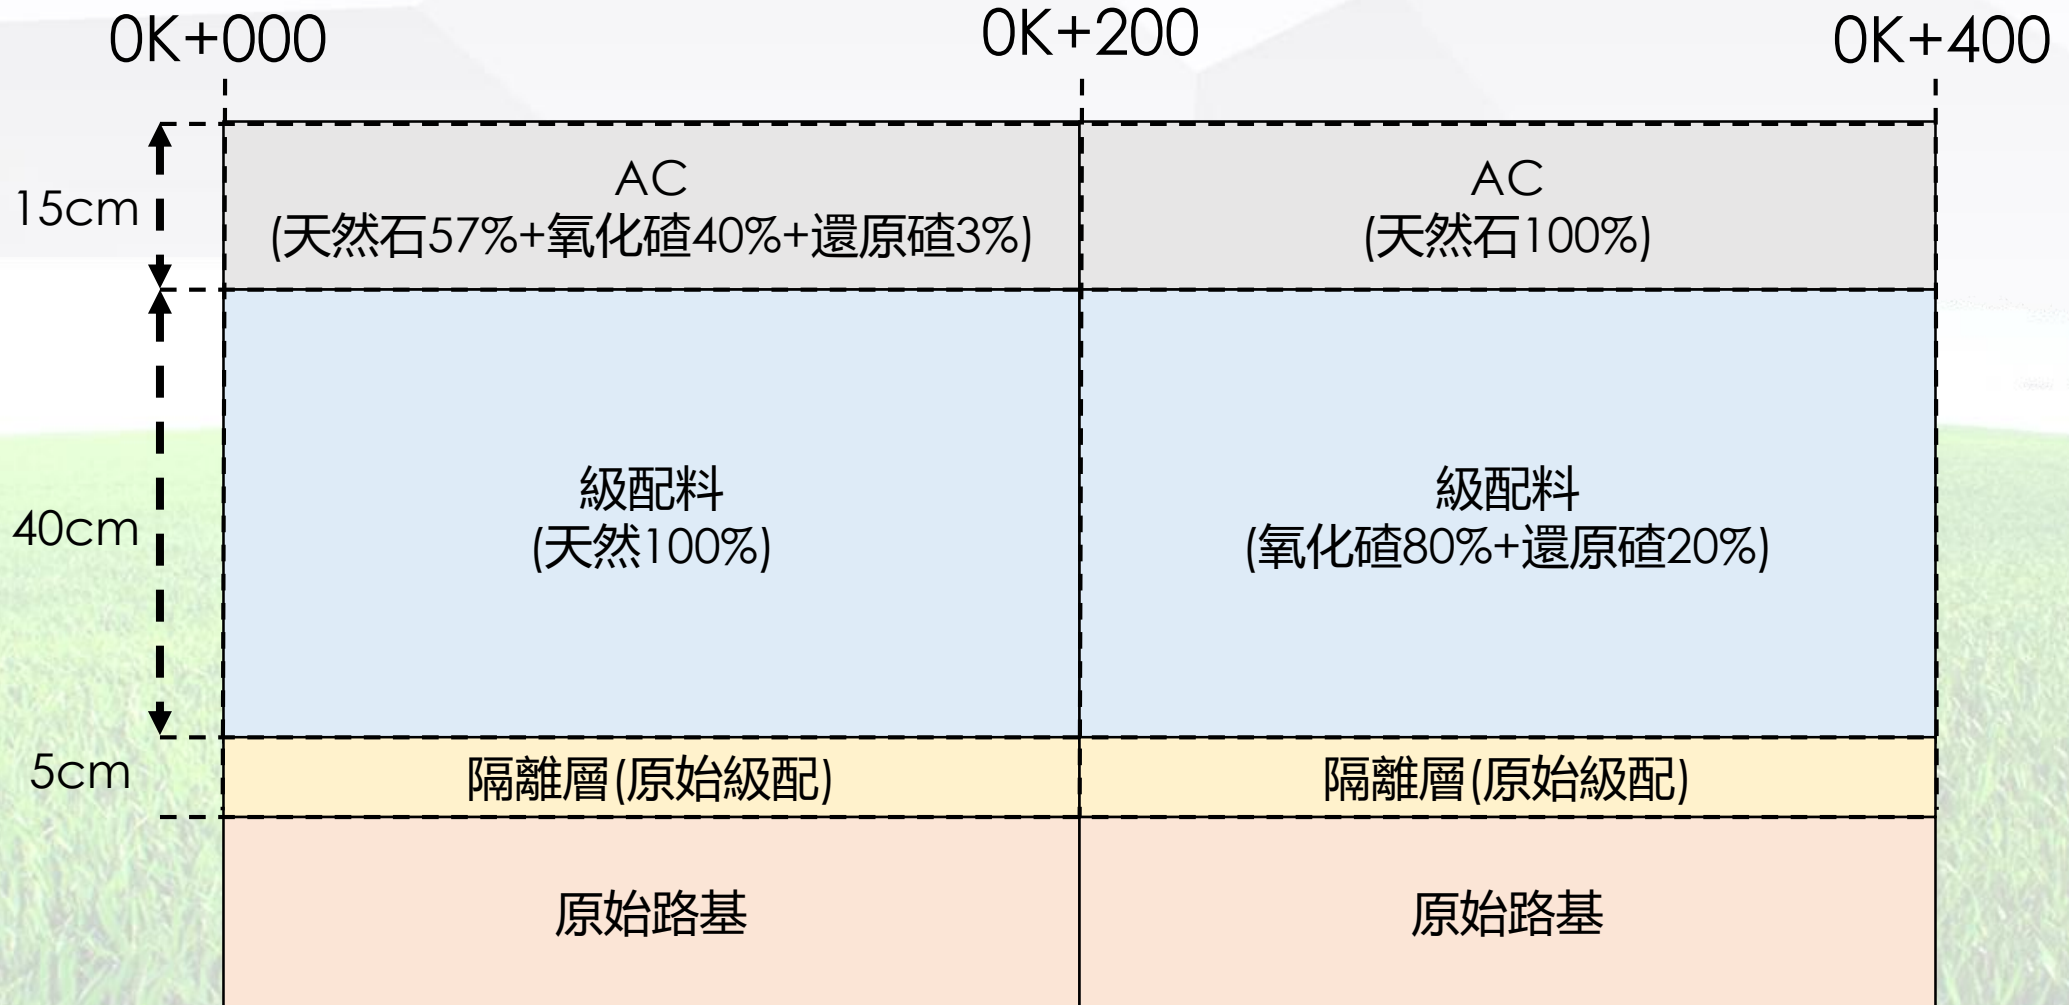 0K+000
0K+200
0K+400
15cm
AC
(天然石57%+氧化碴40%+還原碴3%)
AC
(天然石100%)
40cm
級配料
(天然100%)
級配料
(氧化碴80%+還原碴20%)
5cm
隔離層(原始級配)
隔離層(原始級配)
原始路基
原始路基